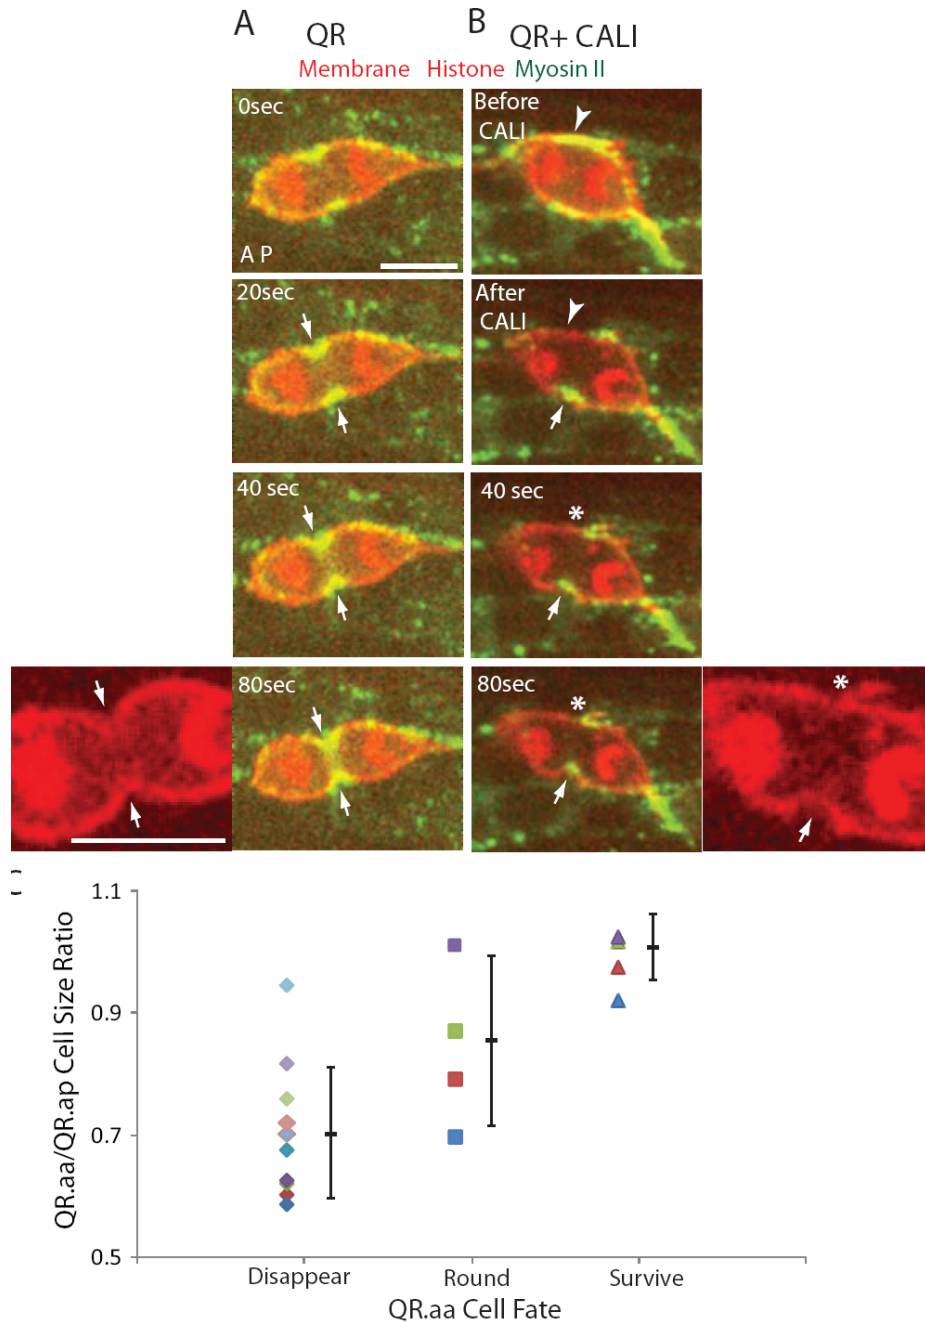 A QR
B QR+ CALI
Membrane Histone Myosin II
0sec
A P
Before
CALI
20sec
After
CALI
40 sec
40 sec
*
80sec
80sec
*
*
1.1
0.9
0.7
0.5
QR.aa/QR.ap Cell Size Ratio
Disappear Round Survive
QR.aa Cell Fate